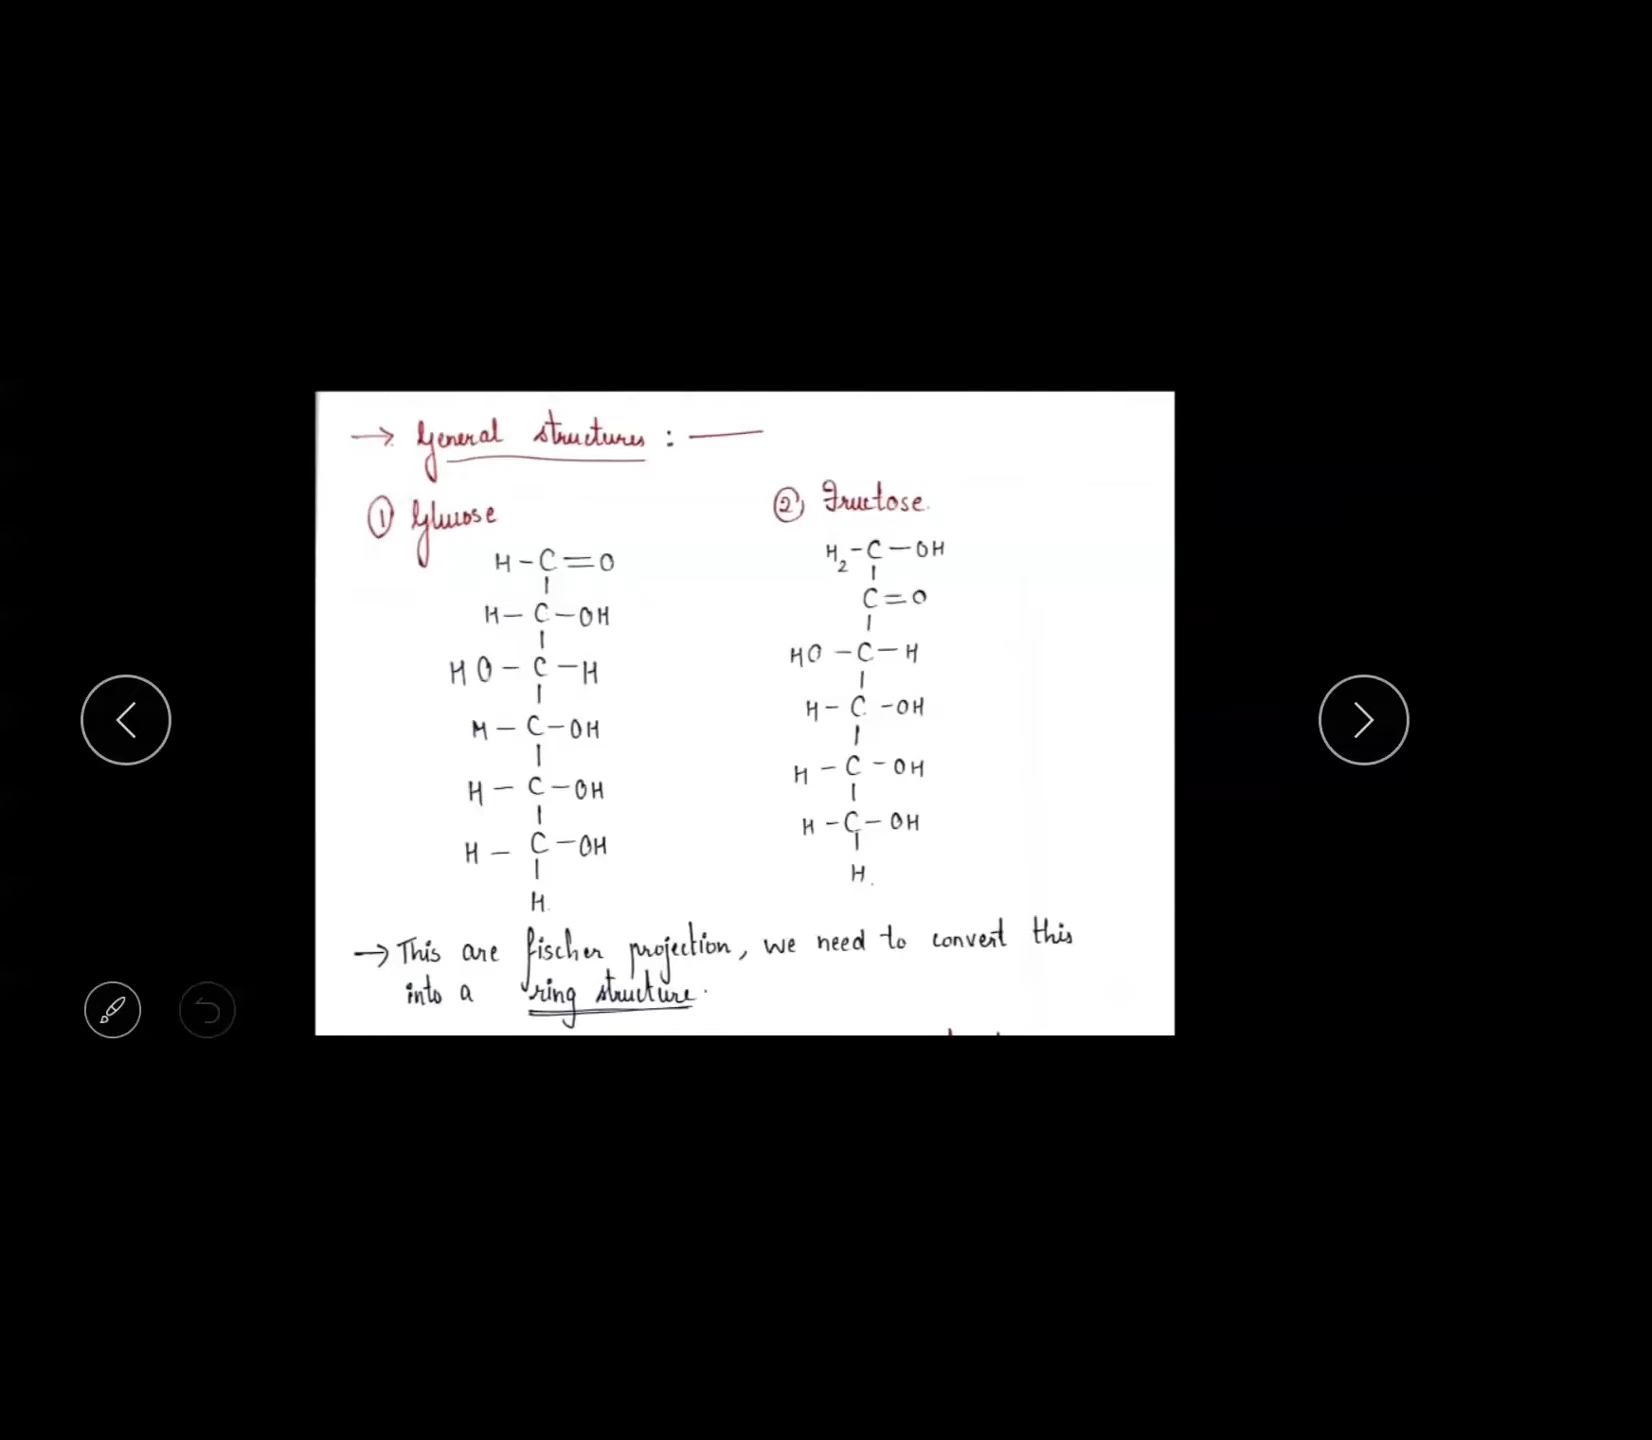 → General structures : —
① Glucose
② Fructose.
H - C = O
|
H - C - OH
|
HO - C - H
|
H - C - OH
|
H - C - OH
|
H - C - OH
|
H.
H2 - C - OH
|
C = O
|
HO - C - H
|
H - C - OH
|
H - C - OH
|
H - C - OH
|
H.
→ This are fischer projection, we need to convert this
into a ring structure.